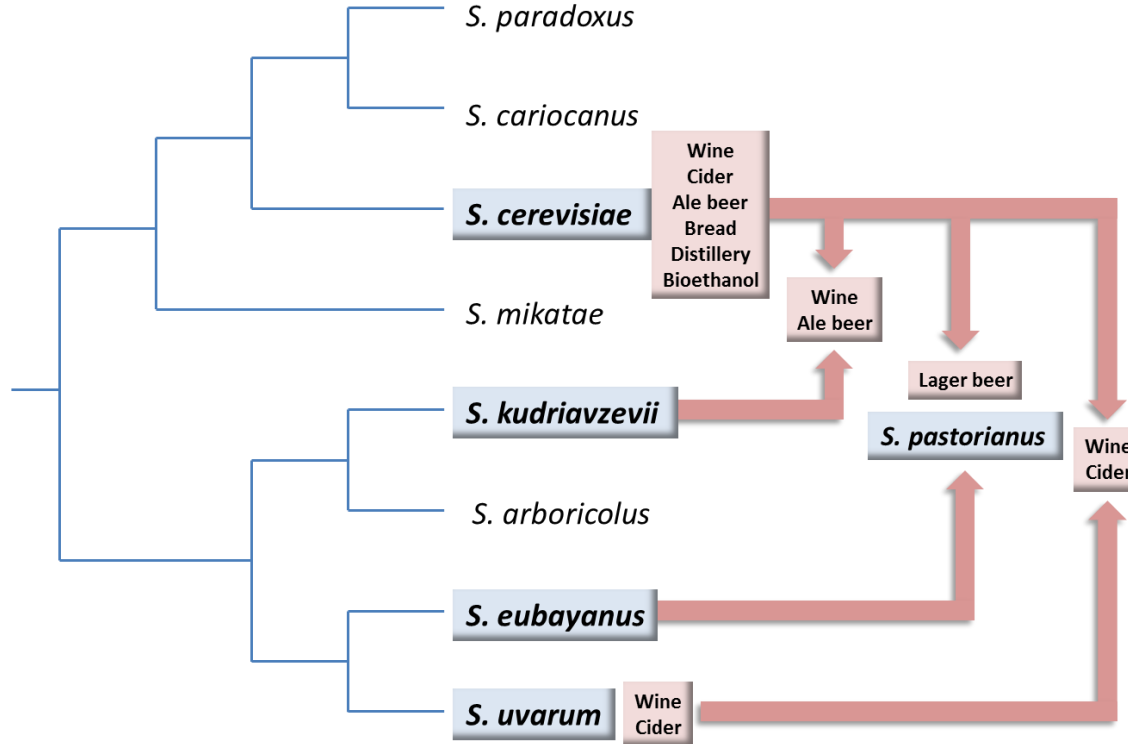 S. paradoxus
S. cariocanus
S. cerevisiae
Wine
Cider
Ale beer
Bread
Distillery
Bioethanol
S. mikatae
Wine
Ale beer
S. kudriavzevii
Lager beer
S. pastorianus
Wine
Cider
S. arboricolus
S. eubayanus
S. uvarum
Wine
Cider